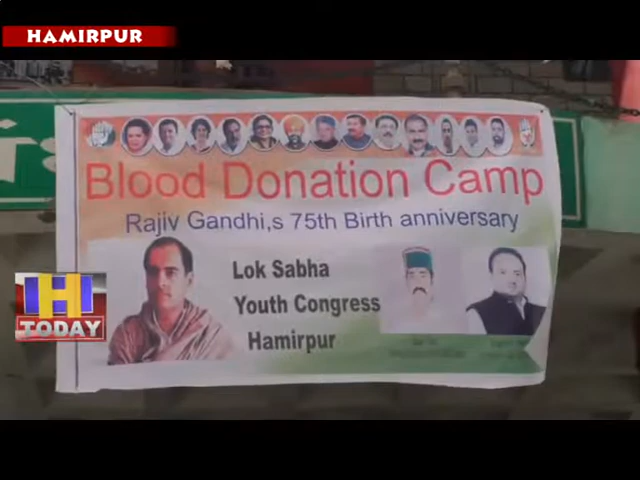 HAMIRPUR
Blood Donation Camp
Rajiv Gandhi,s 75th Birth anniversary
Lok Sabha
Youth Congress
Hamirpur
HI
TODAY